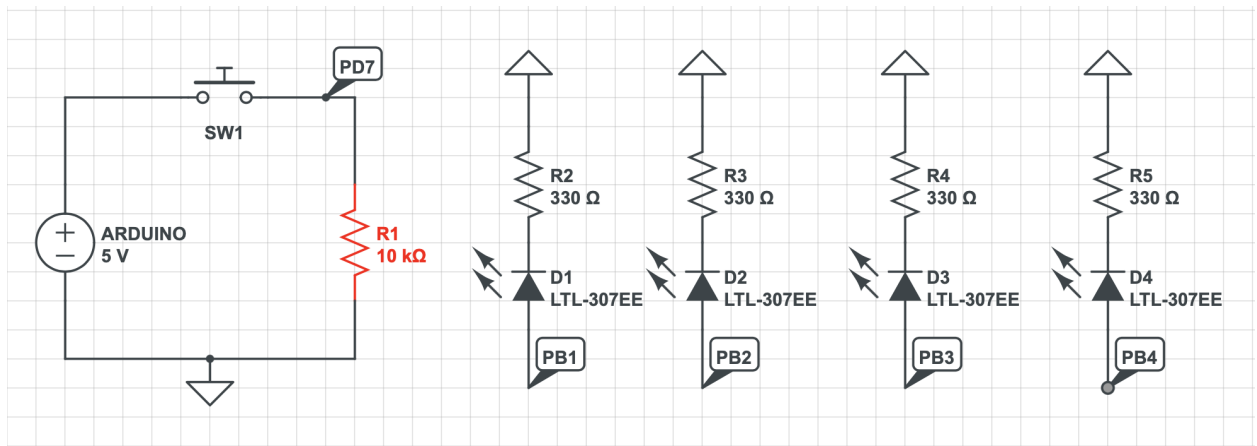 PD7
SW1
ARDUINO
5 V
R1
10 kΩ
R2
330 Ω
D1
LTL-307EE
PB1
R3
330 Ω
D2
LTL-307EE
PB2
R4
330 Ω
D3
LTL-307EE
PB3
R5
330 Ω
D4
LTL-307EE
PB4